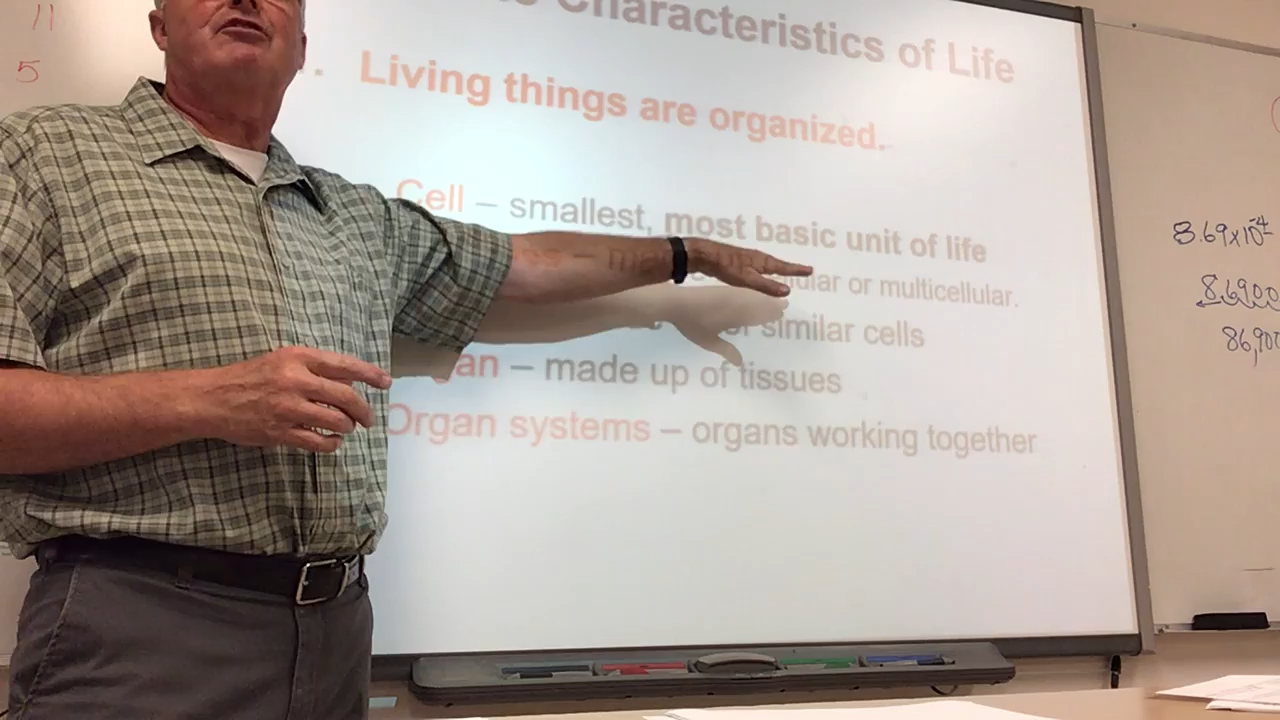 11
5
Characteristics of Life
. Living things are organized.
Cell – smallest, most basic unit of life
or multicellular.
similar cells
– made up of tissues
Organ systems – organs working together
8.69x10⁻⁴
86,900